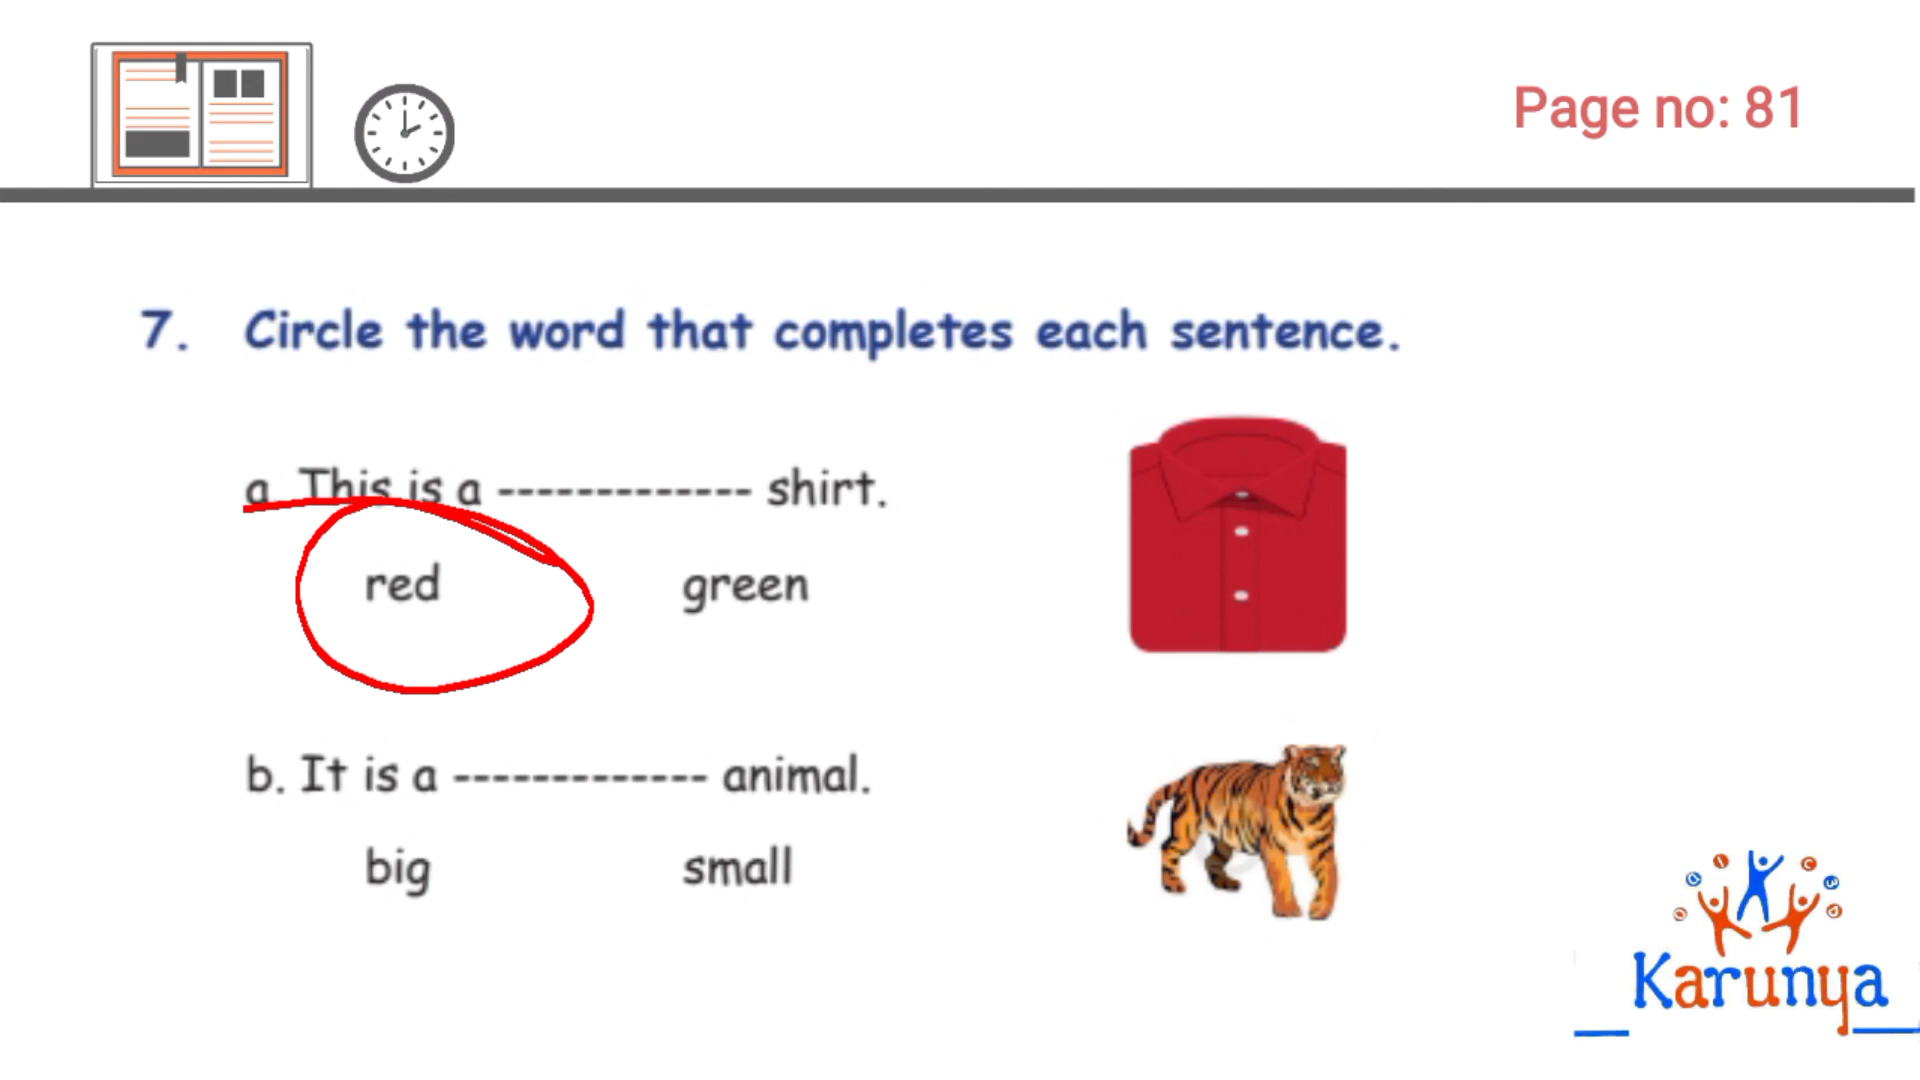 Page no: 81
7. Circle the word that completes each sentence.
a. This is a ------------- shirt.
red green
b. It is a ------------- animal.
big small
Karunya